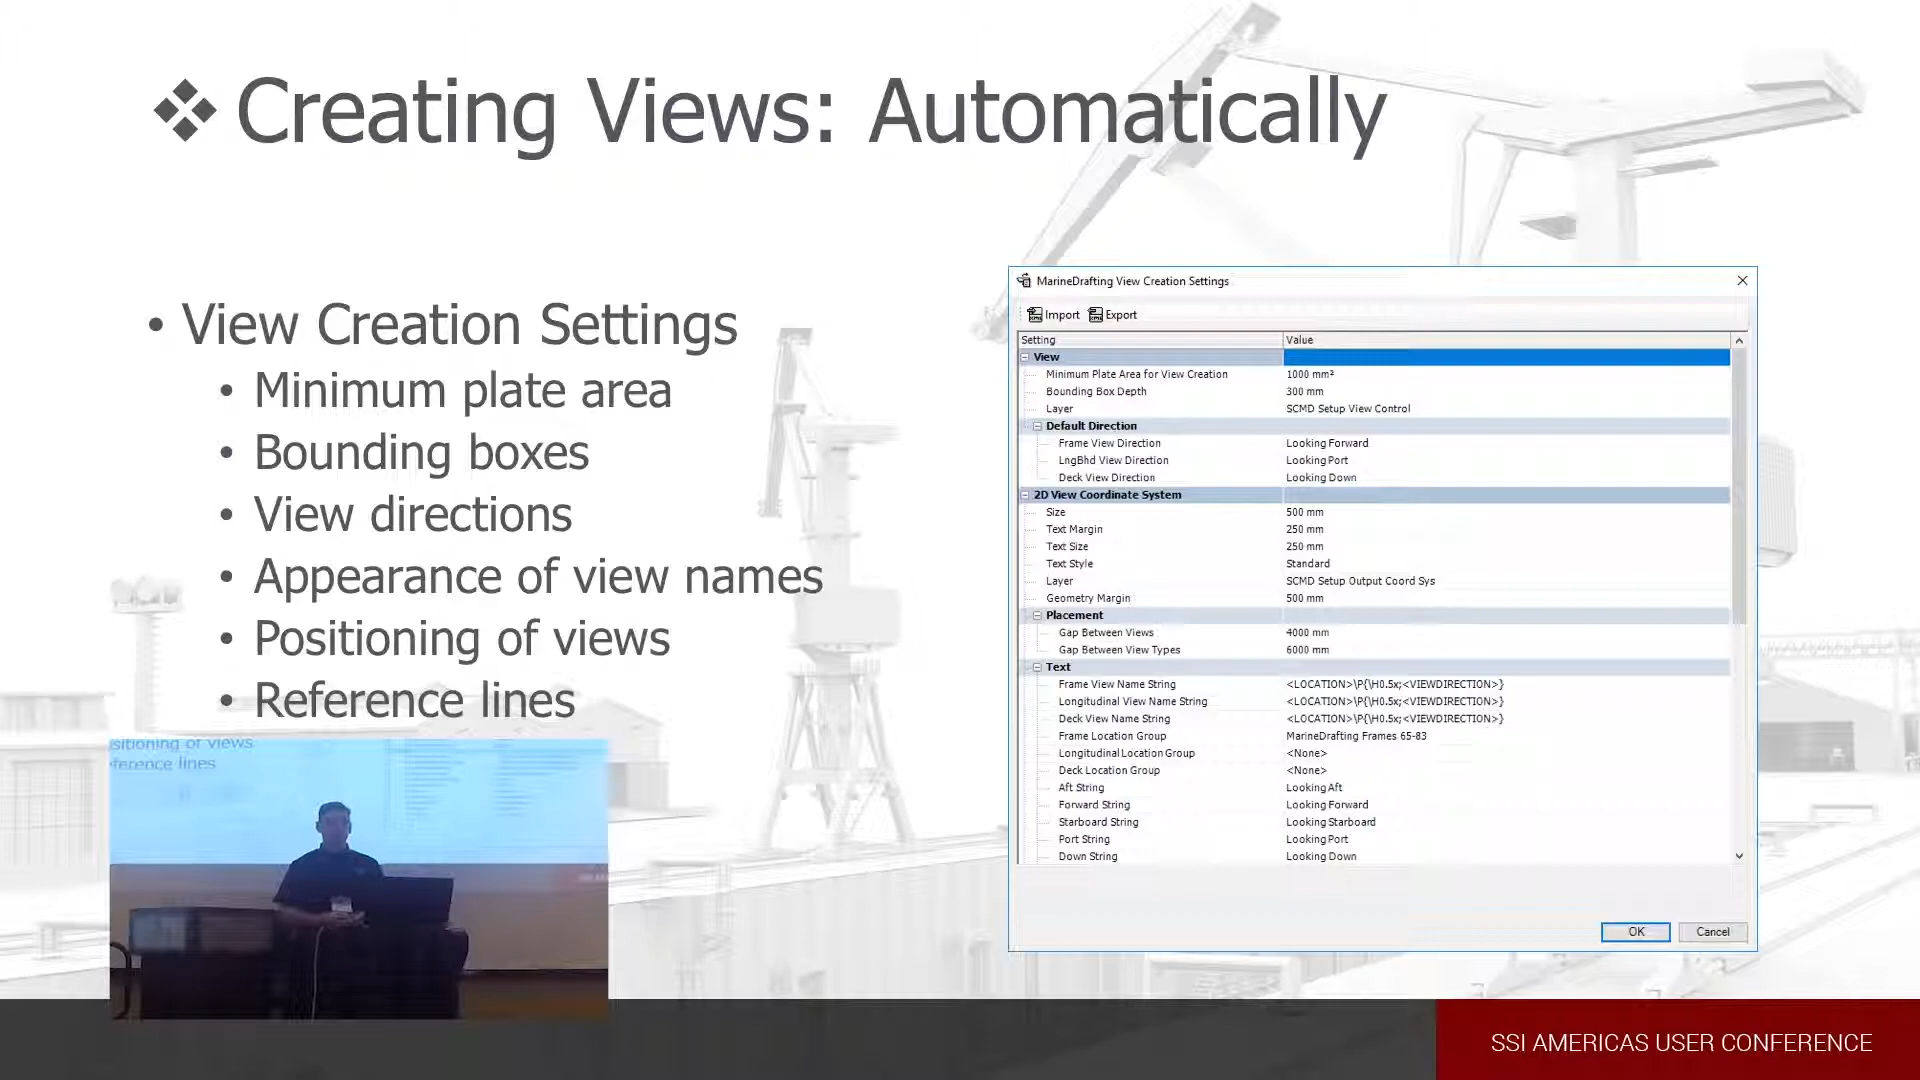 ❖ Creating Views: Automatically
• View Creation Settings
• Minimum plate area
• Bounding boxes
• View directions
• Appearance of view names
• Positioning of views
• Reference lines
MarineDrafting View Creation Settings
Import Export
Setting Value
View
Minimum Plate Area for View Creation 1000 mm²
Bounding Box Depth 300 mm
Layer SCMD Setup View Control
Default Direction
Frame View Direction Looking Forward
LngBhd View Direction Looking Port
Deck View Direction Looking Down
2D View Coordinate System
Size 500 mm
Text Margin 250 mm
Text Size 250 mm
Text Style Standard
Layer SCMD Setup Output Coord Sys
Geometry Margin 500 mm
Placement
Gap Between Views 4000 mm
Gap Between View Types 6000 mm
Text
Frame View Name String <LOCATION>\P{\H0.5x;<VIEWDIRECTION>}
Longitudinal View Name String <LOCATION>\P{\H0.5x;<VIEWDIRECTION>}
Deck View Name String <LOCATION>\P{\H0.5x;<VIEWDIRECTION>}
Frame Location Group MarineDrafting Frames 65-83
Longitudinal Location Group <None>
Deck Location Group <None>
Aft String Looking Aft
Forward String Looking Forward
Starboard String Looking Starboard
Port String Looking Port
Down String Looking Down
OK Cancel
sitioning of views
ference lines
SSI AMERICAS USER CONFERENCE